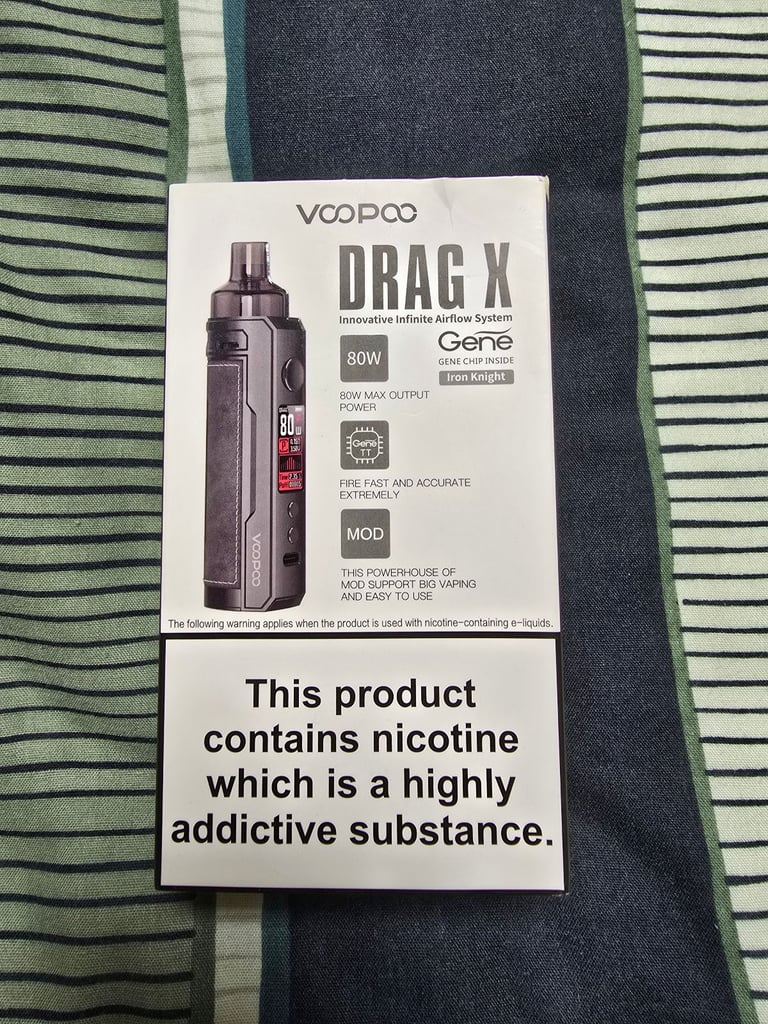 VOOPOO
DRAG X
Innovative Infinite Airflow System
Gene
GENE CHIP INSIDE
Iron Knight
80W
80W MAX OUTPUT
POWER
Gene
TT
FIRE FAST AND ACCURATE
EXTREMELY
MOD
THIS POWERHOUSE OF
MOD SUPPORT BIG VAPING
AND EASY TO USE
80
W
VOOPOO
The following warning applies when the product is used with nicotine-containing e-liquids.
This product
contains nicotine
which is a highly
addictive substance.